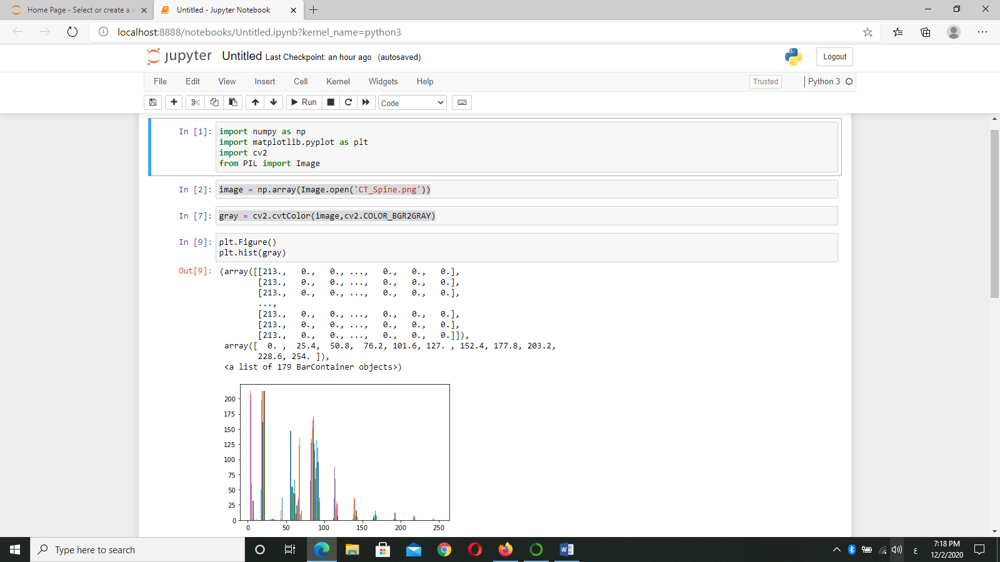 Home Page - Select or create a n
Untitled - Jupyter Notebook
localhost:8888/notebooks/Untitled.ipynb?kernel_name=python3
jupyter Untitled Last Checkpoint: an hour ago (autosaved)
Logout
File Edit View Insert Cell Kernel Widgets Help
Trusted
Python 3
Run
Code
In [1]: import numpy as np
import matplotlib.pyplot as plt
import cv2
from PIL import Image
In [2]: image = np.array(Image.open('CT_Spine.png'))
In [7]: gray = cv2.cvtColor(image,cv2.COLOR_BGR2GRAY)
In [9]: plt.Figure()
plt.hist(gray)
Out[9]: (array([[213., 0., 0., ..., 0., 0., 0.],
[213., 0., 0., ..., 0., 0., 0.],
[213., 0., 0., ..., 0., 0., 0.],
...,
[213., 0., 0., ..., 0., 0., 0.],
[213., 0., 0., ..., 0., 0., 0.],
[213., 0., 0., ..., 0., 0., 0.]]),
array([ 0. , 25.4, 50.8, 76.2, 101.6, 127. , 152.4, 177.8, 203.2,
228.6, 254. ]),
<a list of 179 BarContainer objects>)
200
175
150
125
100
75
50
25
0
0 50 100 150 200 250
Type here to search
W
ع
7:18 PM
12/2/2020